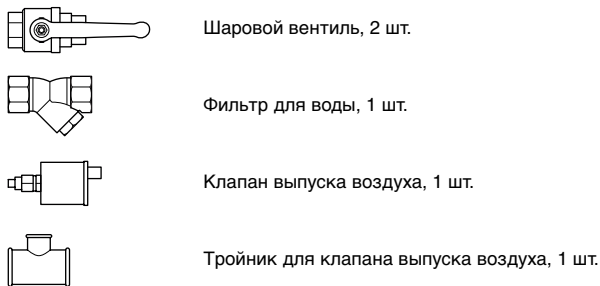 Шаровой вентиль, 2 шт.
Фильтр для воды, 1 шт.
Клапан выпуска воздуха, 1 шт.
Тройник для клапана выпуска воздуха, 1 шт.